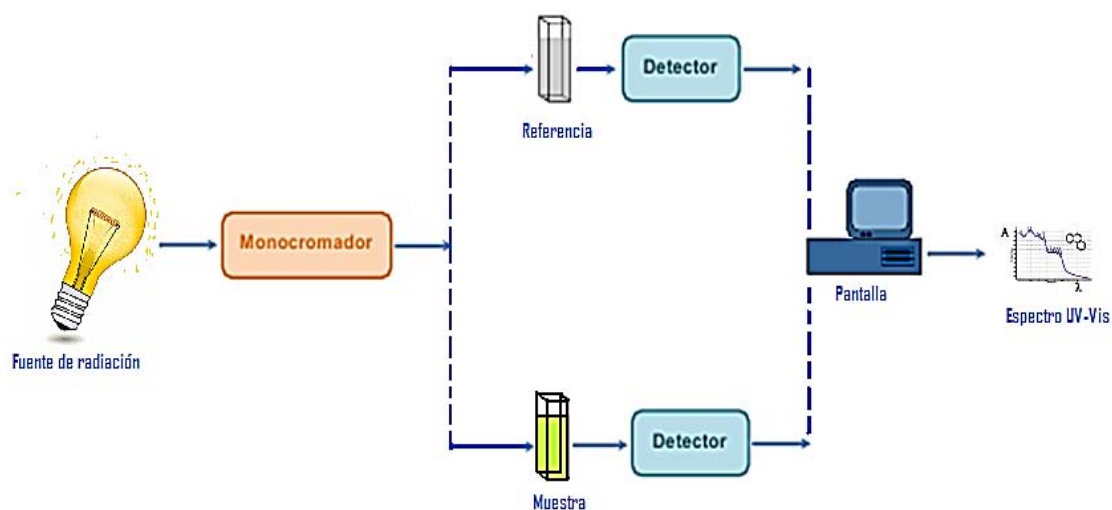 Detector
Referencia
Monocromador
Fuente de radiación
Pantalla
A
λ
Espectro UV-Vis
Detector
Muestra